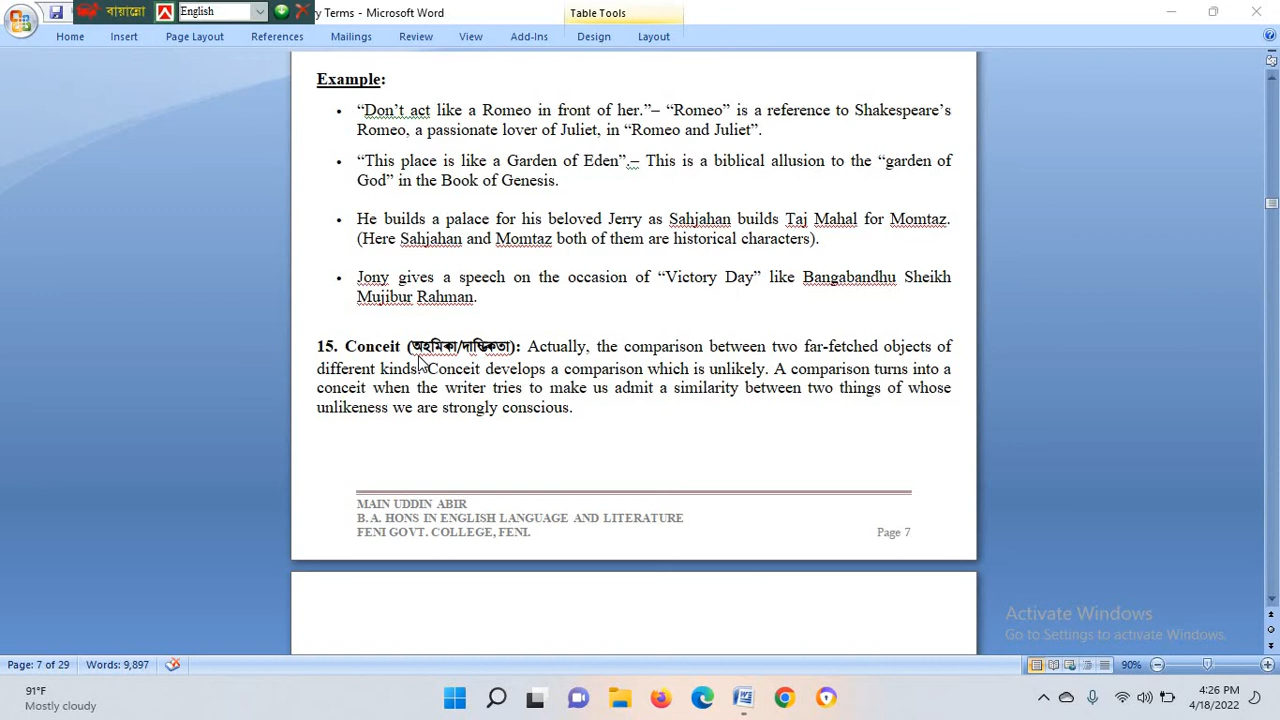 বায়ান্নো English y Terms - Microsoft Word Table Tools
Home Insert Page Layout References Mailings Review View Add-Ins Design Layout
Example:
• “Don’t act like a Romeo in front of her.”– “Romeo” is a reference to Shakespeare’s
Romeo, a passionate lover of Juliet, in “Romeo and Juliet”.
• “This place is like a Garden of Eden”.– This is a biblical allusion to the “garden of
God” in the Book of Genesis.
• He builds a palace for his beloved Jerry as Sahjahan builds Taj Mahal for Momtaz.
(Here Sahjahan and Momtaz both of them are historical characters).
• Jony gives a speech on the occasion of “Victory Day” like Bangabandhu Sheikh
Mujibur Rahman.
15. Conceit (অহমিকা/দাম্ভিকতা): Actually, the comparison between two far-fetched objects of
different kinds. Conceit develops a comparison which is unlikely. A comparison turns into a
conceit when the writer tries to make us admit a similarity between two things of whose
unlikeness we are strongly conscious.
MAIN UDDIN ABIR
B. A. HONS IN ENGLISH LANGUAGE AND LITERATURE
FENI GOVT. COLLEGE, FENI. Page 7
Activate Windows
Go to Settings to activate Windows.
Page: 7 of 29 Words: 9,897 90%
91°F 4:26 PM
Mostly cloudy 4/18/2022